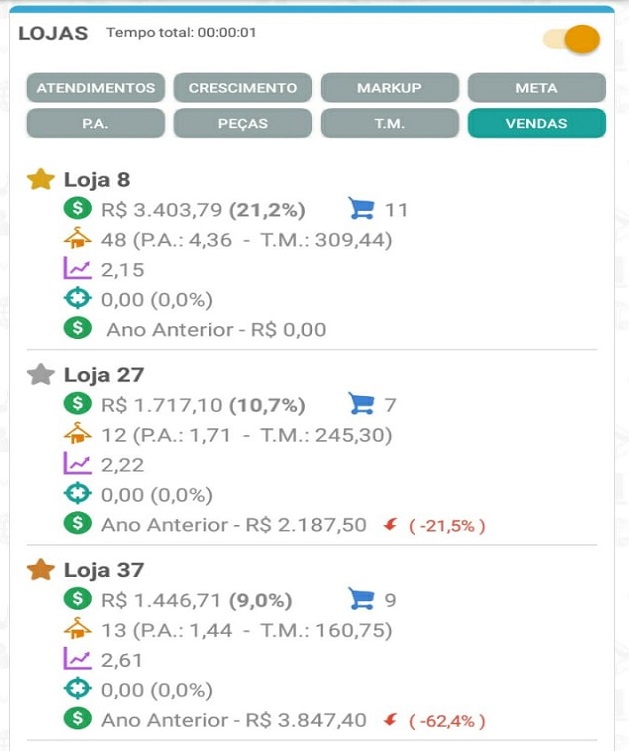 LOJAS Tempo total: 00:00:01
ATENDIMENTOS CRESCIMENTO MARKUP META
P.A. PEÇAS T.M. VENDAS
Loja 8
$ R$ 3.403,79 (21,2%) 11
48 (P.A.: 4,36 - T.M.: 309,44)
2,15
0,00 (0,0%)
$ Ano Anterior - R$ 0,00
Loja 27
$ R$ 1.717,10 (10,7%) 7
12 (P.A.: 1,71 - T.M.: 245,30)
2,22
0,00 (0,0%)
$ Ano Anterior - R$ 2.187,50 ( -21,5% )
Loja 37
$ R$ 1.446,71 (9,0%) 9
13 (P.A.: 1,44 - T.M.: 160,75)
2,61
0,00 (0,0%)
$ Ano Anterior - R$ 3.847,40 ( -62,4% )